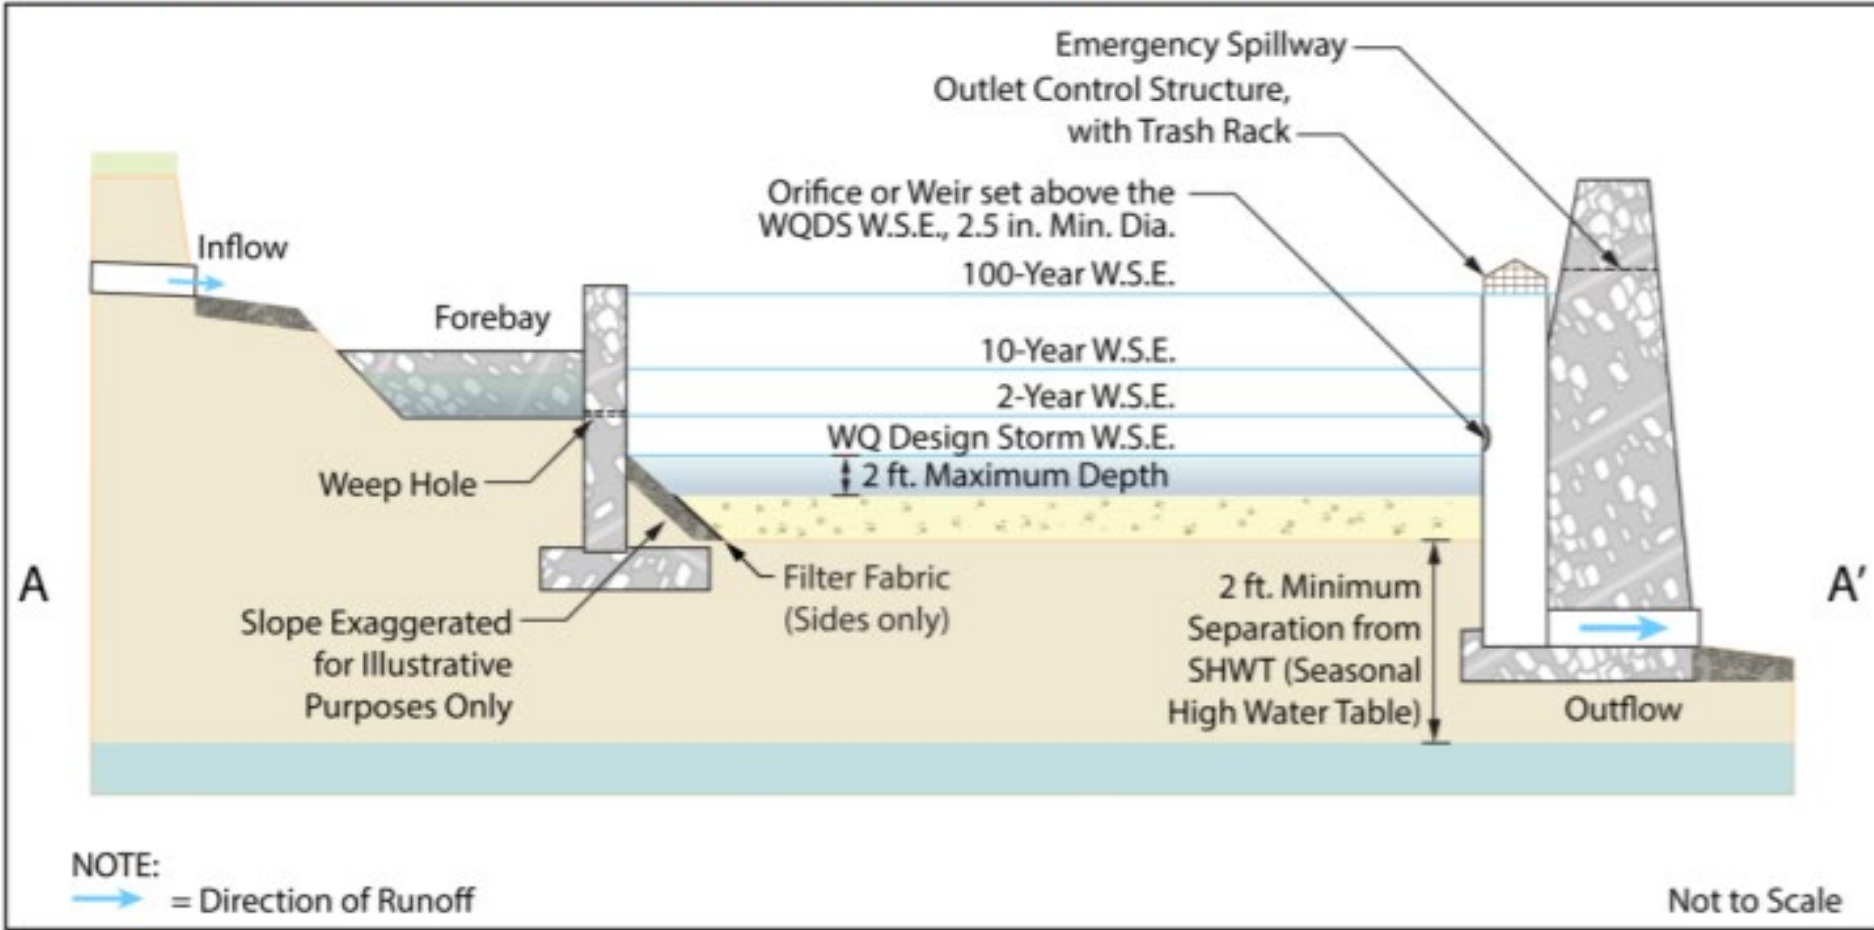 Emergency Spillway
Outlet Control Structure,
with Trash Rack
Orifice or Weir set above the
WQDS W.S.E., 2.5 in. Min. Dia.
Inflow
100-Year W.S.E.
Forebay
10-Year W.S.E.
2-Year W.S.E.
WQ Design Storm W.S.E.
2 ft. Maximum Depth
Weep Hole
A
A'
Filter Fabric
(Sides only)
Slope Exaggerated
for Illustrative
Purposes Only
2 ft. Minimum
Separation from
SHWT (Seasonal
High Water Table)
Outflow
NOTE:
= Direction of Runoff
Not to Scale